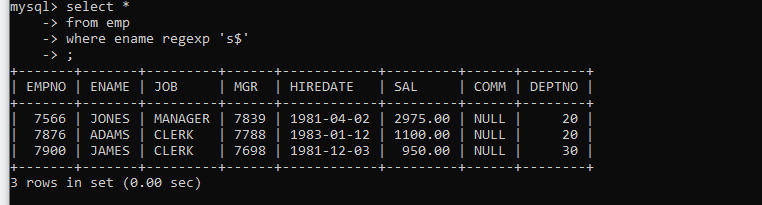 mysql> select *
    -> from emp
    -> where ename regexp 's$'
    -> ;
+-------+-------+---------+------+------------+---------+------+--------+
| EMPNO | ENAME | JOB     | MGR  | HIREDATE   | SAL     | COMM | DEPTNO |
+-------+-------+---------+------+------------+---------+------+--------+
|  7566 | JONES | MANAGER | 7839 | 1981-04-02 | 2975.00 | NULL |     20 |
|  7876 | ADAMS | CLERK   | 7788 | 1983-01-12 | 1100.00 | NULL |     20 |
|  7900 | JAMES | CLERK   | 7698 | 1981-12-03 |  950.00 | NULL |     30 |
+-------+-------+---------+------+------------+---------+------+--------+
3 rows in set (0.00 sec)